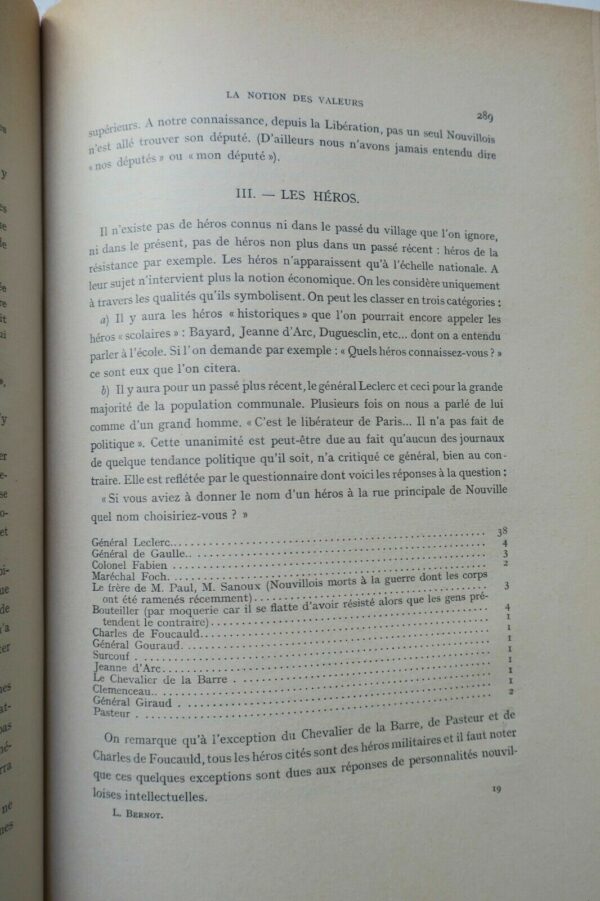 LA NOTION DES VALEURS
289
supérieurs. A notre connaissance, depuis la Libération, pas un seul Nouvillois
n'est allé trouver son député. (D'ailleurs nous n'avons jamais entendu dire
« nos députés » ou « mon député »).
III. — LES HÉROS.
Il n'existe pas de héros connus ni dans le passé du village que l'on ignore,
ni dans le présent, pas de héros non plus dans un passé récent : héros de la
résistance par exemple. Les héros n'apparaissent qu'à l'échelle nationale. A
leur sujet n'intervient plus la notion économique. On les considère uniquement
à travers les qualités qu'ils symbolisent. On peut les classer en trois catégories :
a) Il y aura les héros « historiques » que l'on pourrait encore appeler les
héros « scolaires » : Bayard, Jeanne d'Arc, Duguesclin, etc... dont on a entendu
parler à l'école. Si l'on demande par exemple : « Quels héros connaissez-vous ? »
ce sont eux que l'on citera.
b) Il y aura pour un passé plus récent, le général Leclerc et ceci pour la grande
majorité de la population communale. Plusieurs fois on nous a parlé de lui
comme d'un grand homme. « C'est le libérateur de Paris... Il n'a pas fait de
politique ». Cette unanimité est peut-être due au fait qu'aucun des journaux
de quelque tendance politique qu'il soit, n'a critiqué ce général, bien au con-
traire. Elle est reflétée par le questionnaire dont voici les réponses à la question :
« Si vous aviez à donner le nom d'un héros à la rue principale de Nouville
quel nom choisiriez-vous ? »
Général Leclerc.......... 38
Général de Gaulle.......... 4
Colonel Fabien.......... 3
Maréchal Foch.......... 2
Le frère de M. Paul, M. Sanoux (Nouvillois morts à la guerre dont les corps
ont été ramenés récemment).......... 3
Bouteiller (par moquerie car il se flatte d'avoir résisté alors que les gens pré-
tendent le contraire).......... 4
Charles de Foucauld.......... 1
Général Gouraud.......... 1
Surcouf.......... 1
Jeanne d'Arc.......... 1
Le Chevalier de la Barre.......... 1
Clemenceau.......... 1
Général Giraud.......... 1
Pasteur.......... 2
On remarque qu'à l'exception du Chevalier de la Barre, de Pasteur et de
Charles de Foucauld, tous les héros cités sont des héros militaires et il faut noter
que ces quelques exceptions sont dues aux réponses de personnalités nouvil-
loises intellectuelles.
L. BERNOT.
19